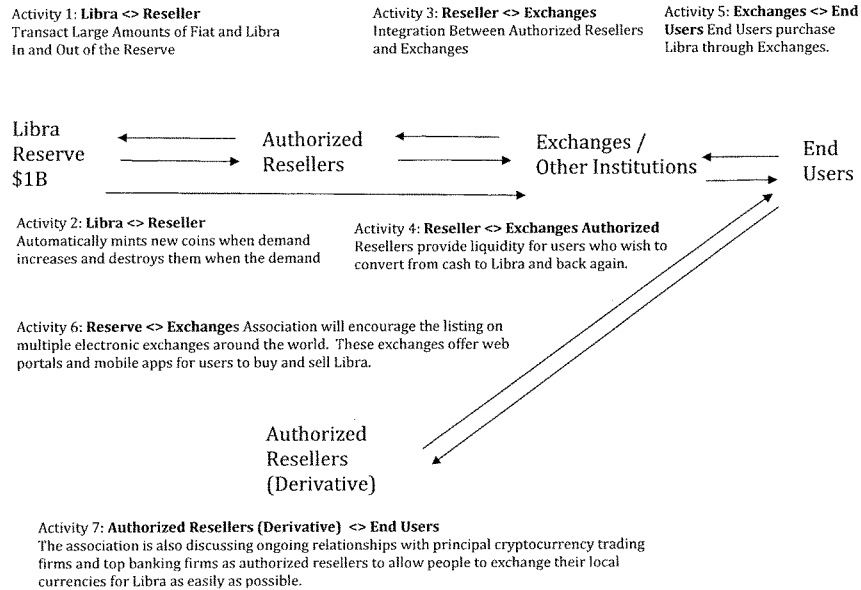 Activity 1: Libra <> Reseller
Transact Large Amounts of Fiat and Libra
In and Out of the Reserve
Activity 3: Reseller <> Exchanges
Integration Between Authorized Resellers
and Exchanges
Activity 5: Exchanges <> End
Users End Users purchase
Libra through Exchanges.
Libra
Reserve
$1B
Authorized
Resellers
Exchanges /
Other Institutions
End
Users
Activity 2: Libra <> Reseller
Automatically mints new coins when demand
increases and destroys them when the demand
Activity 4: Reseller <> Exchanges Authorized
Resellers provide liquidity for users who wish to
convert from cash to Libra and back again.
Activity 6: Reserve <> Exchanges Association will encourage the listing on
multiple electronic exchanges around the world.  These exchanges offer web
portals and mobile apps for users to buy and sell Libra.
Authorized
Resellers
(Derivative)
Activity 7: Authorized Resellers (Derivative)  <> End Users
The association is also discussing ongoing relationships with principal cryptocurrency trading
firms and top banking firms as authorized resellers to allow people to exchange their local
currencies for Libra as easily as possible.